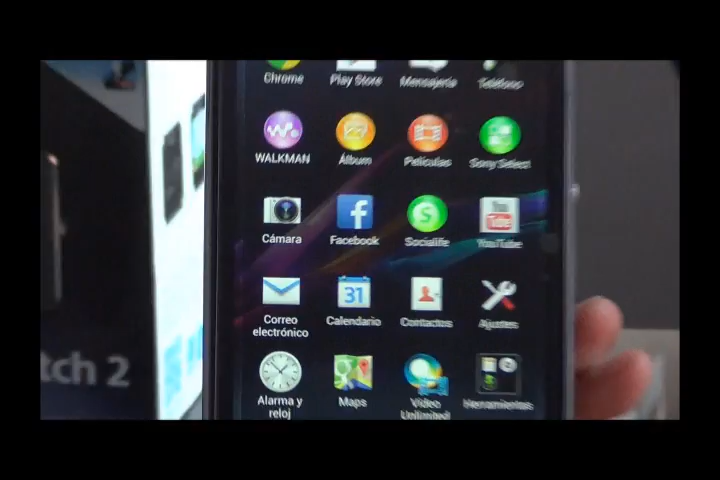 Chrome Play Store Mensajería Teléfono
WALKMAN Álbum Películas Sony Select
Cámara Facebook Socialife YouTube
31
Correo electrónico Calendario Contactos Ajustes
Alarma y reloj Maps Video Unlimited Herramientas
tch 2